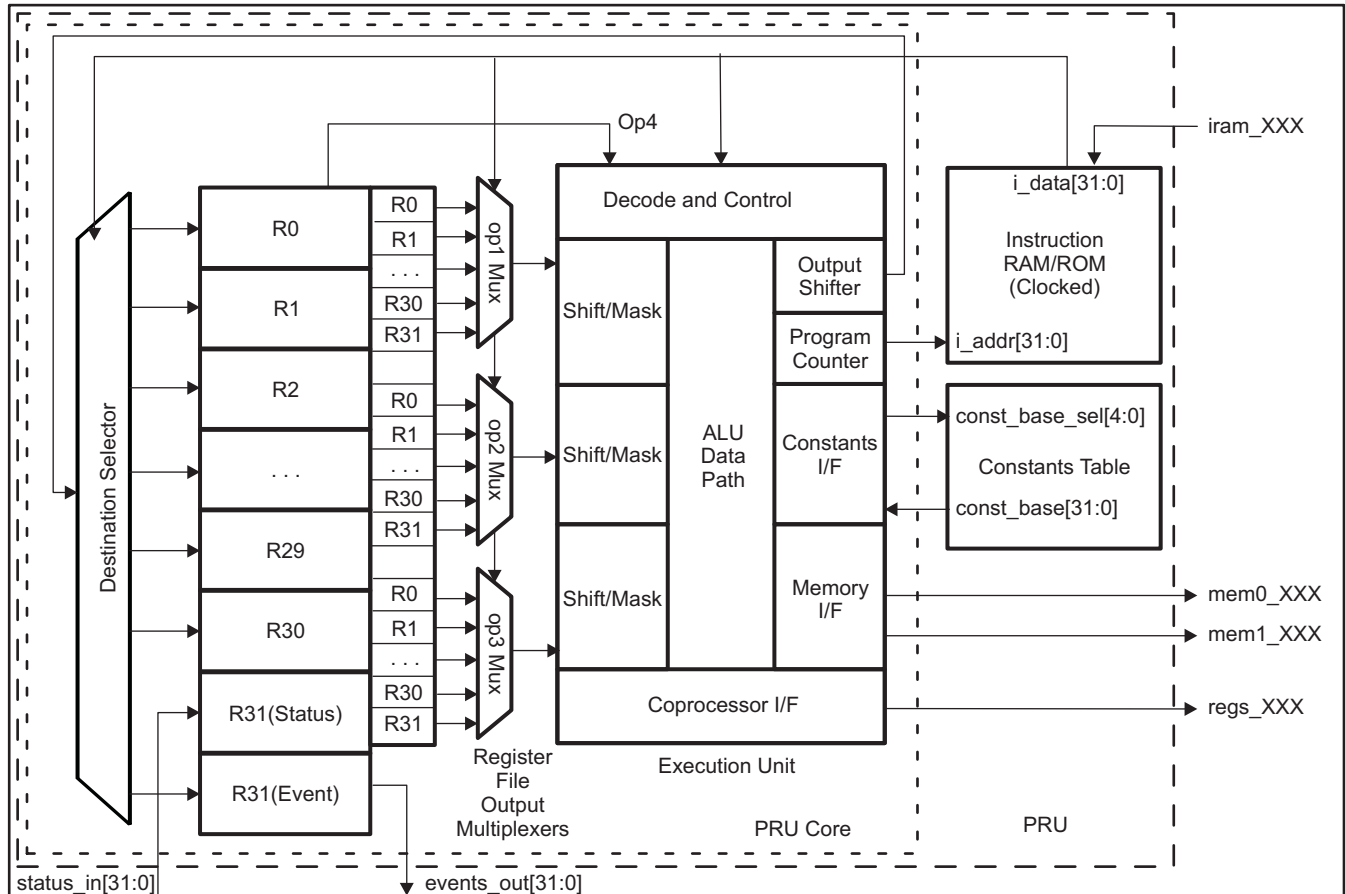 Op4
iram_XXX
Destination Selector
R0
R1
R2
. . .
R29
R30
R31(Status)
R31(Event)
R0
R1
. . .
R30
R31
R0
R1
. . .
R30
R31
R0
R1
. . .
R30
R31
op1 Mux
op2 Mux
op3 Mux
Register
File
Output
Multiplexers
Decode and Control
Shift/Mask
Shift/Mask
Shift/Mask
ALU
Data
Path
Output
Shifter
Program
Counter
Constants
I/F
Memory
I/F
Coprocessor I/F
Execution Unit
PRU Core
i_data[31:0]
Instruction
RAM/ROM
(Clocked)
i_addr[31:0]
const_base_sel[4:0]
Constants Table
const_base[31:0]
PRU
mem0_XXX
mem1_XXX
regs_XXX
status_in[31:0]
events_out[31:0]